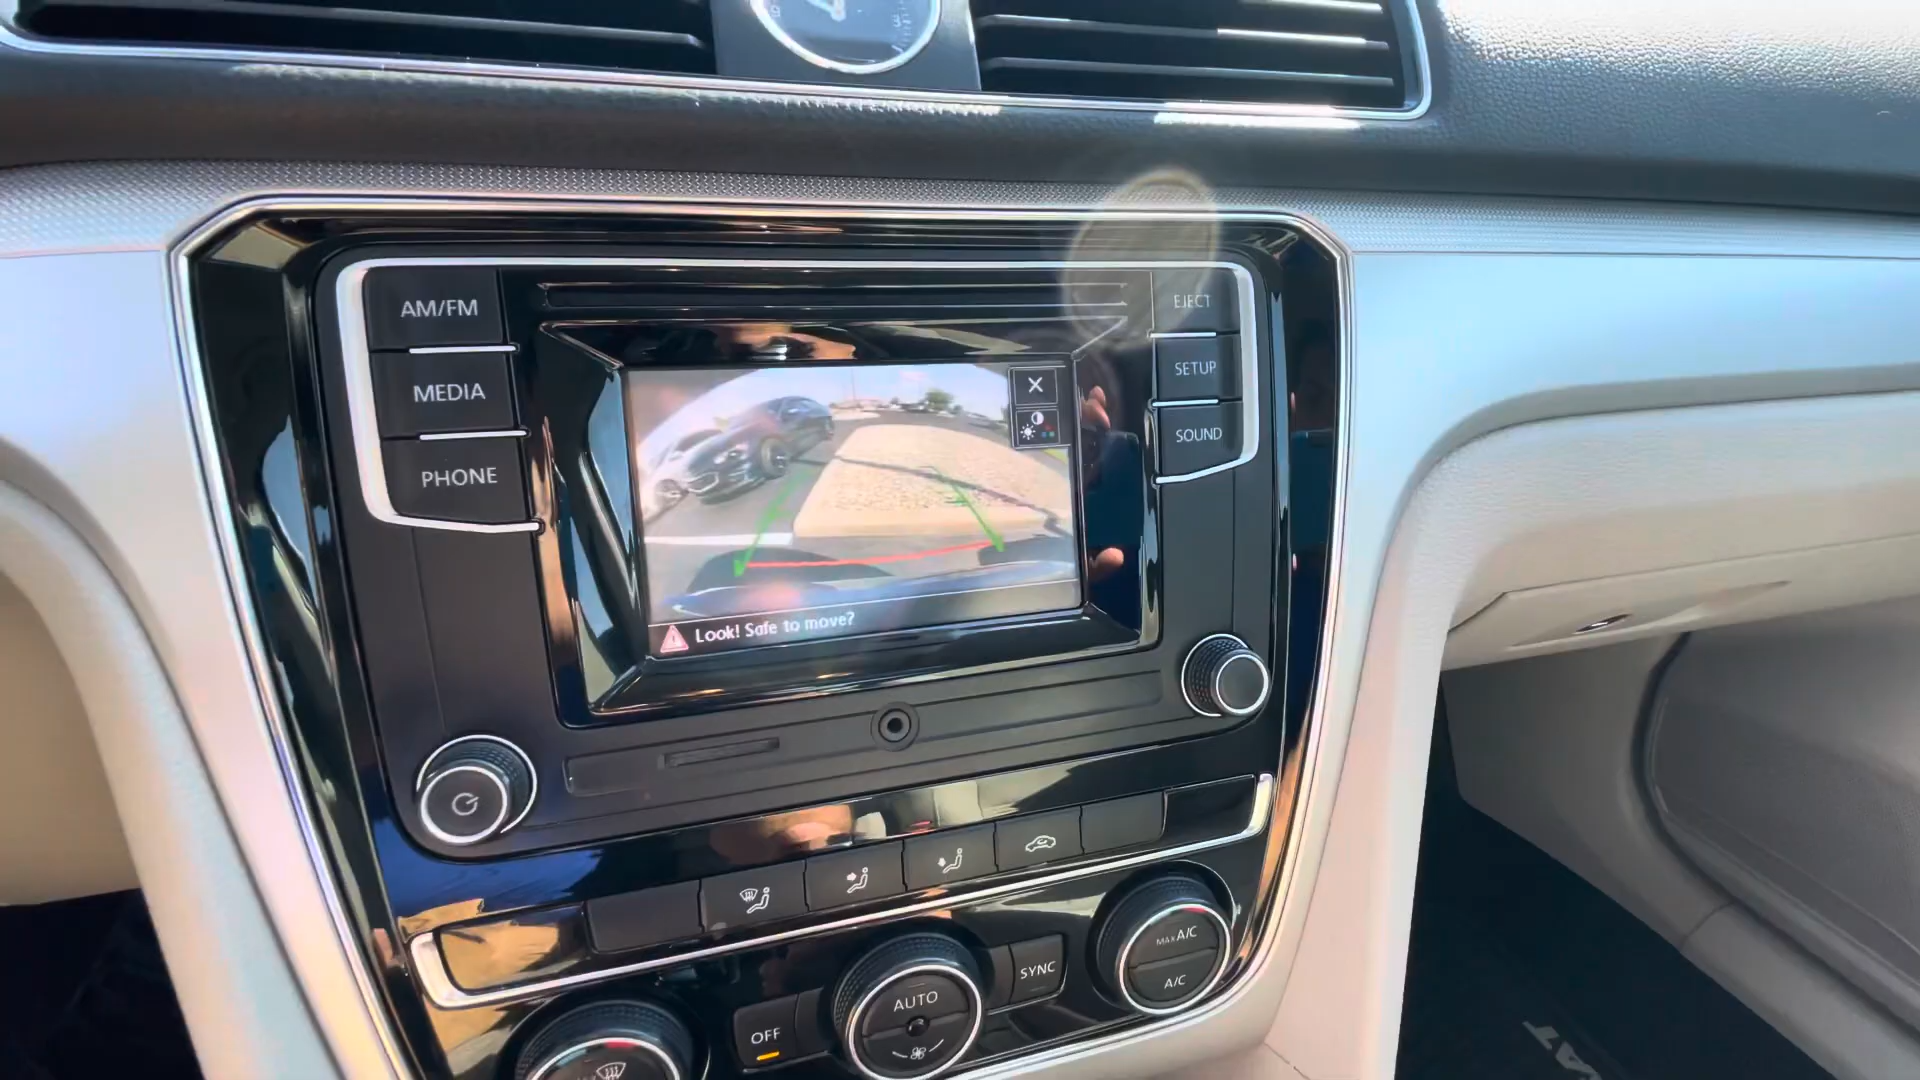 AM/FM
MEDIA
PHONE
EJECT
SETUP
SOUND
X
Look! Safe to move?
MAX A/C
A/C
SYNC
AUTO
OFF